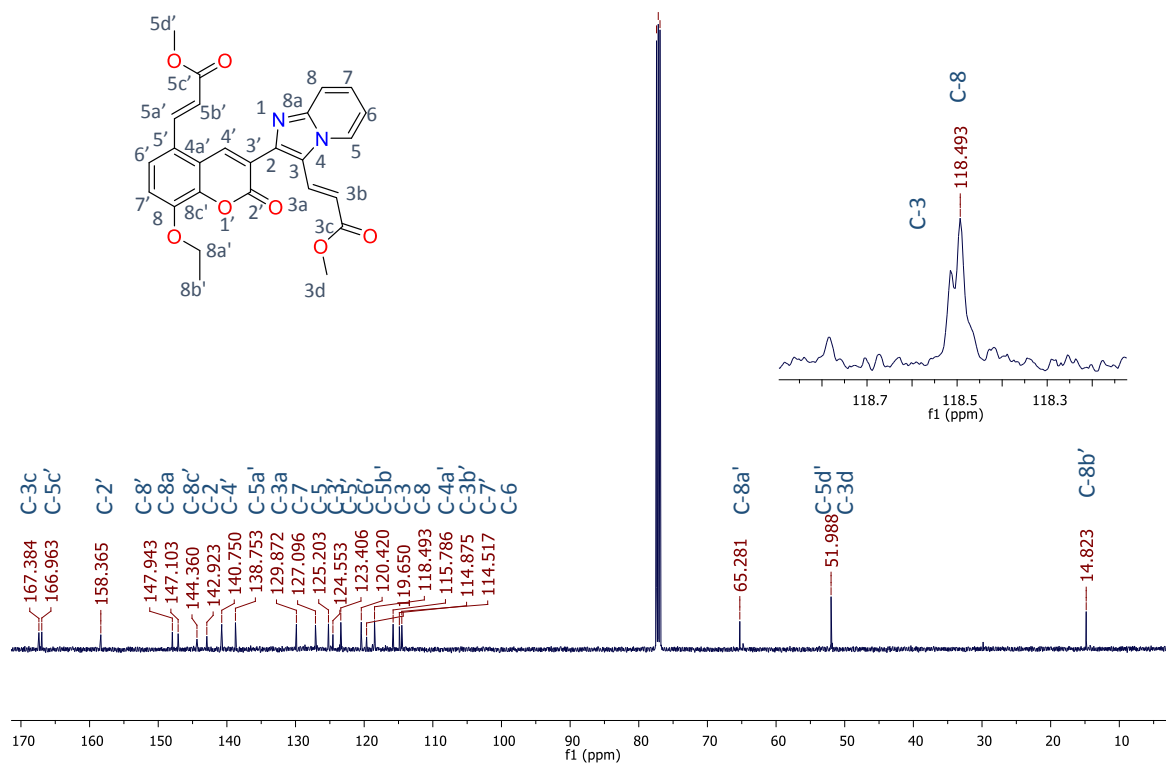 5d'
O
O
5c'
5a'
5b'
8
7
1
N
8a
6
5'
4'
3'
N
5
6'
4a'
2
4
3
7'
3a
3b
8
8c'
O
2'
O
1'
3c
O
O
8a'
O
8b'
3d
C-3
C-8
118.493
118.7
118.5
118.3
f1 (ppm)
C-3c
C-5c'
C-2'
C-8'
C-8a
C-8c'
C-2
C-4'
C-5a'
C-3a
C-7
C-5
C-3'
C-5'
C-6'
C-5b'
C-3
C-8
C-4a'
C-3b'
C-7'
C-6
C-8a'
C-5d'
C-3d
C-8b'
167.384
166.963
158.365
147.943
147.103
144.360
142.923
140.750
138.753
129.872
127.096
125.203
124.553
123.406
120.420
119.650
118.493
115.786
114.875
114.517
65.281
51.988
14.823
170
160
150
140
130
120
110
100
90
80
70
60
50
40
30
20
10
f1 (ppm)